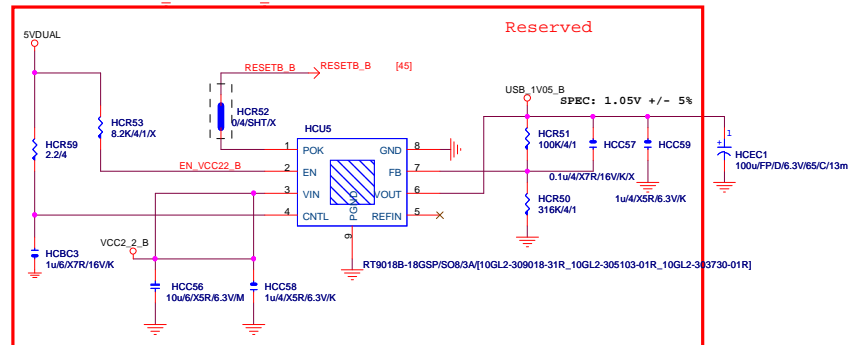 Reserved
5VDUAL
RESETB_B
RESETB_B [45]
USB_1V05_B
SPEC: 1.05V +/- 5%
HCR53
8.2K/4/1/X
HCR52
0/4/SHT/X
HCU5
HCR59
2.2/4
HCR51
100K/4/1
HCC57
HCC59
1
HCEC1
100u/FP/D/6.3V/65/C/13m
1 POK GND 8
EN_VCC22_B
2 EN FB 7
0.1u/4/X7R/16V/K/X
3 VIN VOUT 6
1u/4/X5R/6.3V/K
4 CNTL REFIN 5
PGND
9
HCR50
316K/4/1
VCC2_2_B
HCBC3
1u/6/X7R/16V/K
RT9018B-18GSP/SO8/3A/[10GL2-309018-31R_10GL2-305103-01R_10GL2-303730-01R]
HCC56
10u/6/X5R/6.3V/M
HCC58
1u/4/X5R/6.3V/K